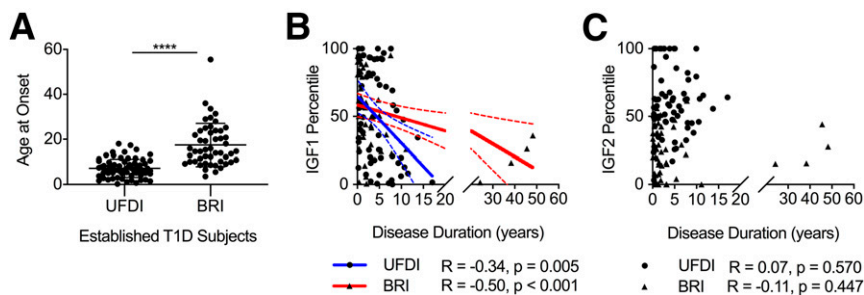 A
B
C
****
Age at Onset
60
40
20
0
UFDI BRI
Established T1D Subjects
IGF1 Percentile
100
50
0
0 5 10 15 20 30 40 50 60
Disease Duration (years)
UFDI R = -0.34, p = 0.005
BRI R = -0.50, p < 0.001
IGF2 Percentile
100
50
0
0 5 10 15 20 30 40 50 60
Disease Duration (years)
UFDI R = 0.07, p = 0.570
BRI R = -0.11, p = 0.447